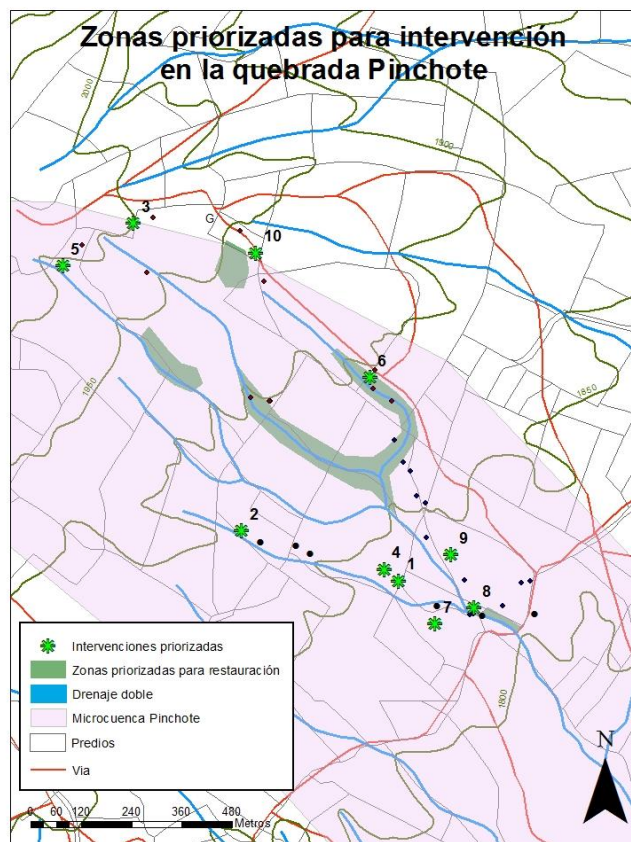 Zonas priorizadas para intervención
en la quebrada Pinchote
2000
1900
3
G
10
5
1850
6
1850
2
9
4
1
8
7
1800
Intervenciones priorizadas
Zonas priorizadas para restauración
Drenaje doble
Microcuenca Pinchote
Predios
Via
N
0 60 120 240 360 480
Metros